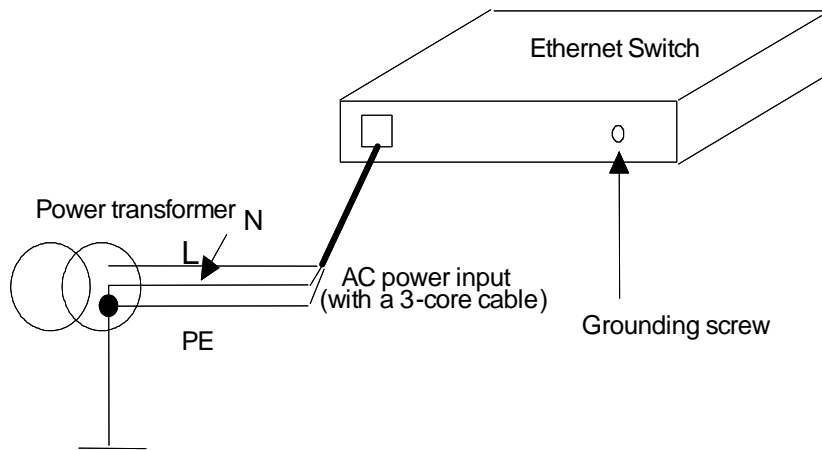 Ethernet Switch
Power transformer
N
L
AC power input
(with a 3-core cable)
Grounding screw
PE